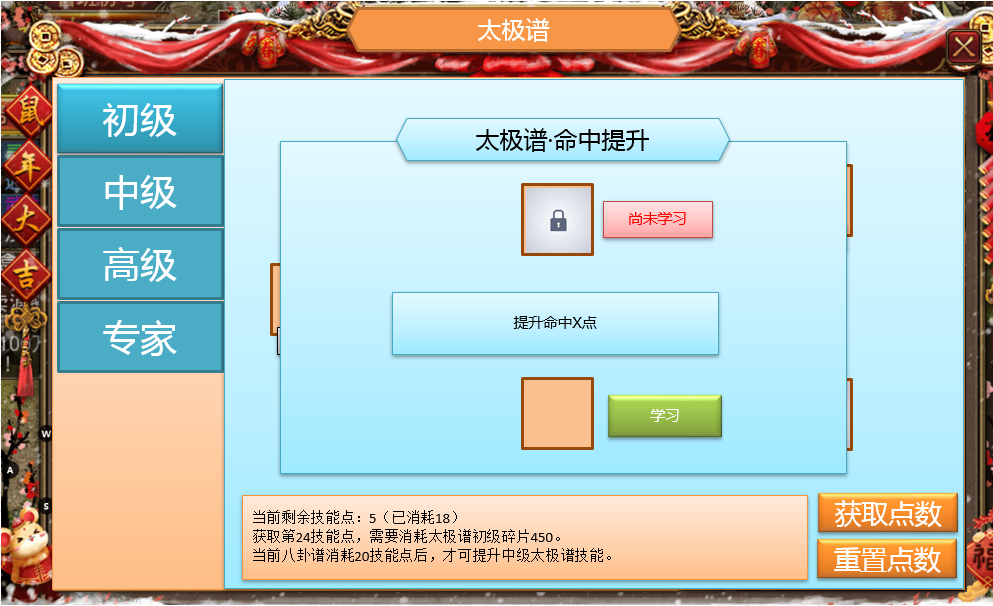 太极谱
鼠
年
大
吉
初级
中级
高级
专家
太极谱·命中提升
尚未学习
提升命中X点
学习
W
A
S
当前剩余技能点：5（已消耗18）
获取第24技能点，需要消耗太极谱初级碎片450。
当前八卦谱消耗20技能点后，才可提升中级太极谱技能。
获取点数
重置点数
福